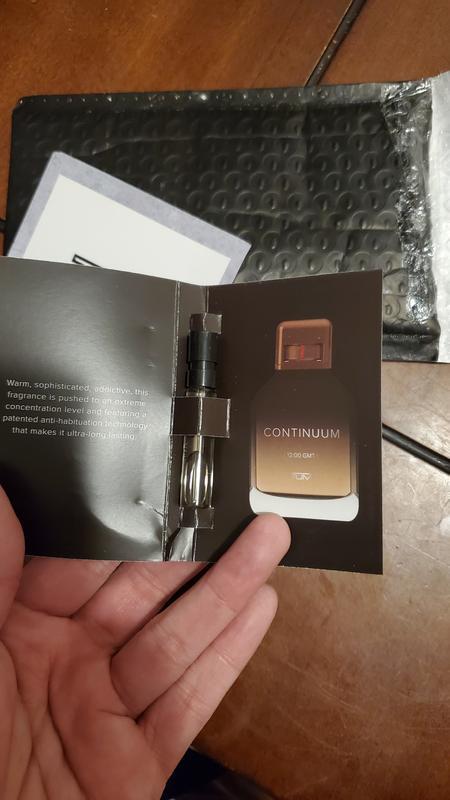 Warm, sophisticated, addictive, this
fragrance is pushed to an extreme
concentration level and featuring a
patented anti-habituation technology
that makes it ultra-long lasting.
CONTINUUM
12:00 GMT
TUMI